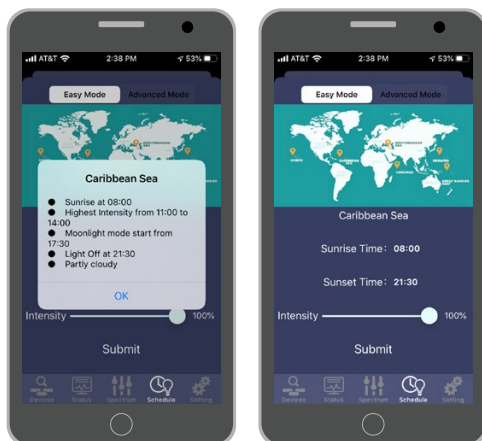 AT&T 2:38 PM 53%
Easy Mode Advanced Mode
Caribbean Sea
Sunrise at 08:00
Highest Intensity from 11:00 to
14:00
Moonlight mode start from
17:30
Light Off at 21:30
Partly cloudy
OK
Intensity 100%
Submit
Devices Status Spectrum Schedule Setting
AT&T 2:38 PM 53%
Easy Mode Advanced Mode
Caribbean Sea
Sunrise Time: 08:00
Sunset Time: 21:30
Intensity 100%
Submit
Devices Status Spectrum Schedule Setting